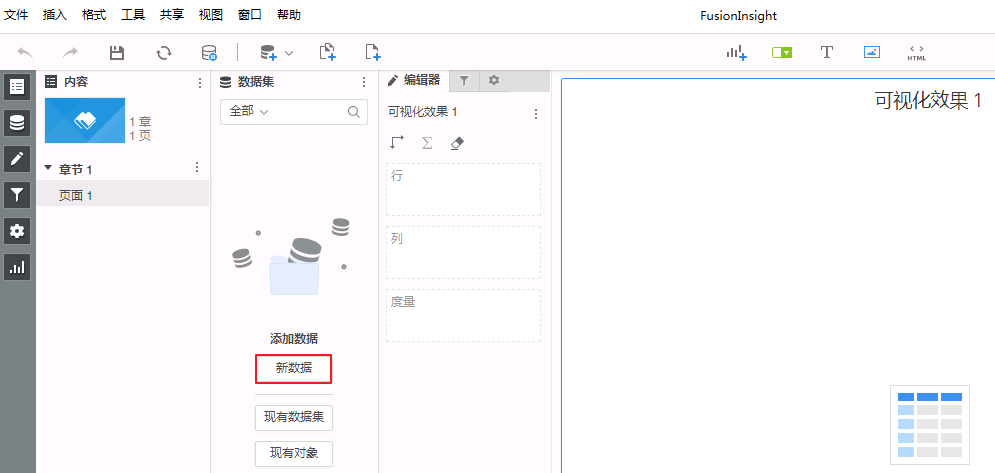 文件 插入 格式 工具 共享 视图 窗口 帮助
FusionInsight
HTML
内容
1 章
1 页
章节 1
页面 1
数据集
全部
添加数据
新数据
现有数据集
现有对象
编辑器
可视化效果 1
行
列
度量
可视化效果 1